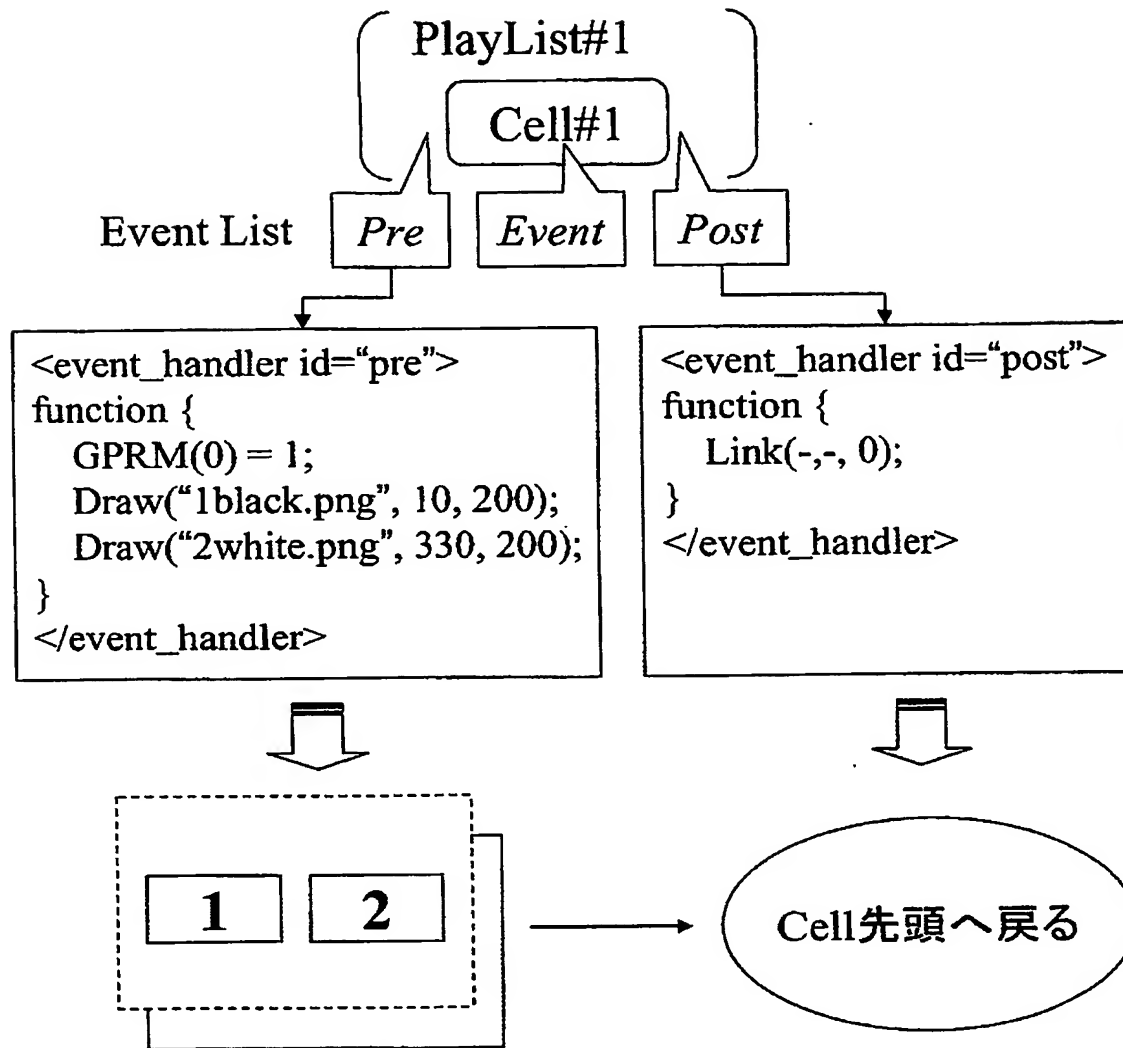 PlayList#1
Cell#1
Event List
Pre
Event
Post
<event_handler id=“pre”>
function {
GPRM(0) = 1;
Draw(“1black.png”, 10, 200);
Draw(“2white.png”, 330, 200);
}
</event_handler>
<event_handler id=“post”>
function {
Link(-,-, 0);
}
</event_handler>
1
2
Cell先頭へ戻る